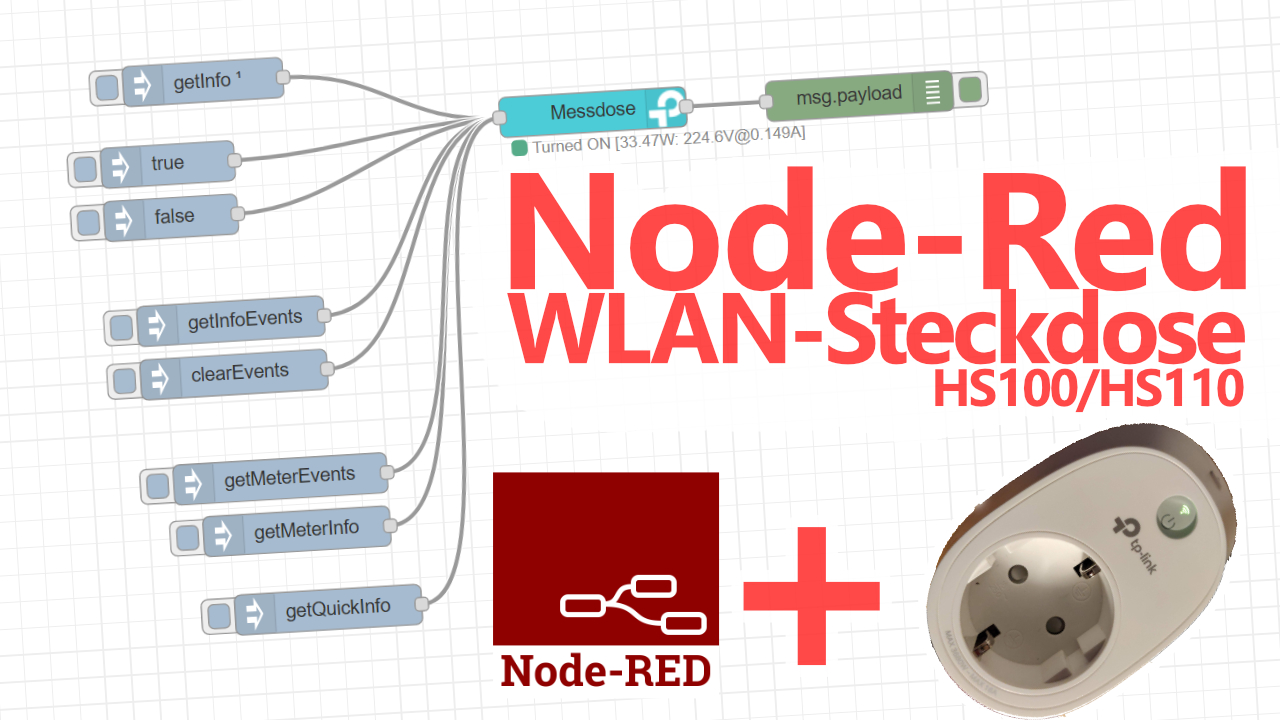 getInfo ¹
true
false
getInfoEvents
clearEvents
getMeterEvents
getMeterInfo
getQuickInfo
Messdose
Turned ON [33.47W: 224.6V@0.149A]
msg.payload
Node-Red
WLAN-Steckdose
HS100/HS110
Node-RED
tp-link